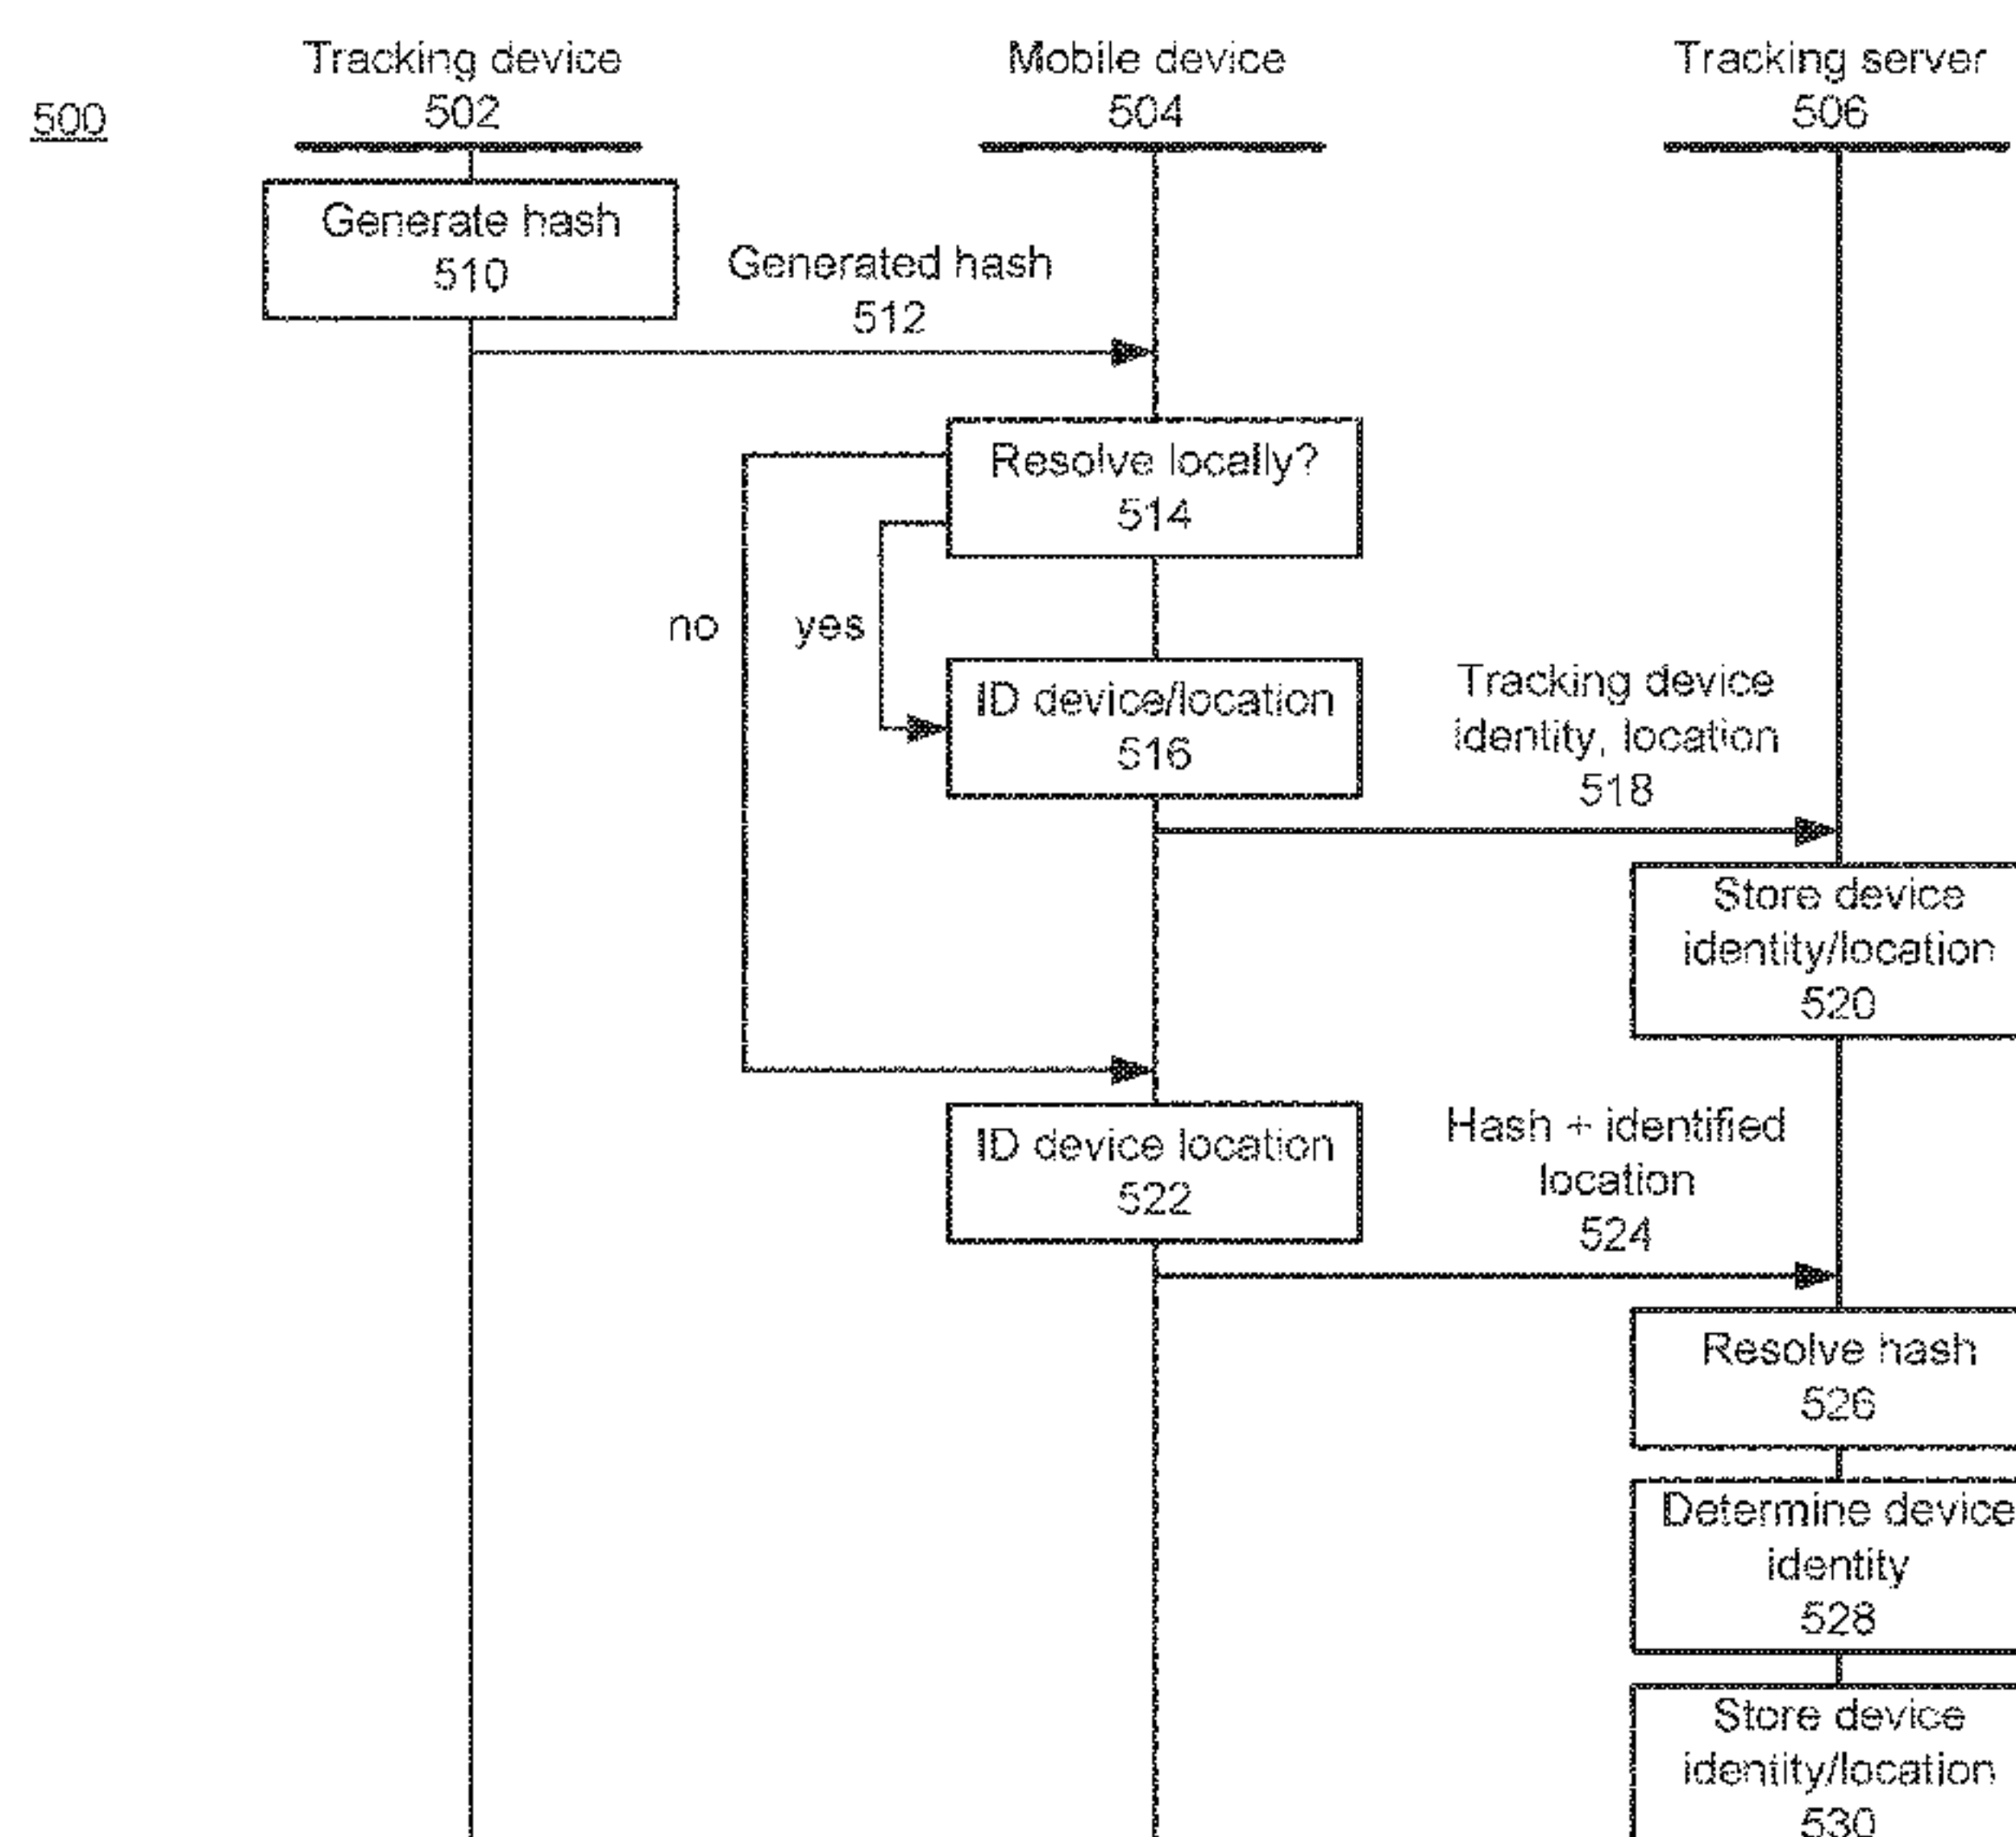 500
Tracking device
502
Mobile device
504
Tracking server
506
Generate hash
510
Generated hash
512
Resolve locally?
514
no
yes
ID device/location
516
Tracking device
identity, location
518
Store device
identity/location
520
ID device location
522
Hash + identified
location
524
Resolve hash
526
Determine device
identity
528
Store device
identity/location
530